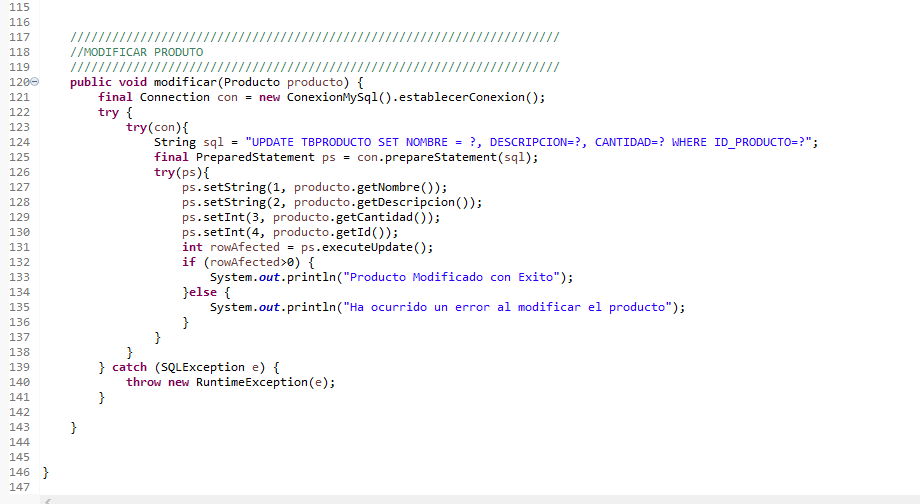 115
116
117 //////////////////////////////////////////////////////////////////////
118 //MODIFICAR PRODUTO
119 //////////////////////////////////////////////////////////////////////
120 public void modificar(Producto producto) {
121 final Connection con = new ConexionMySql().establecerConexion();
122 try {
123 try(con){
124 String sql = "UPDATE TBPRODUCTO SET NOMBRE = ?, DESCRIPCION=?, CANTIDAD=? WHERE ID_PRODUCTO=?";
125 final PreparedStatement ps = con.prepareStatement(sql);
126 try(ps){
127 ps.setString(1, producto.getNombre());
128 ps.setString(2, producto.getDescripcion());
129 ps.setInt(3, producto.getCantidad());
130 ps.setInt(4, producto.getId());
131 int rowAfected = ps.executeUpdate();
132 if (rowAfected>0) {
133 System.out.println("Producto Modificado con Exito");
134 }else {
135 System.out.println("Ha ocurrido un error al modificar el producto");
136 }
137 }
138 }
139 } catch (SQLException e) {
140 throw new RuntimeException(e);
141 }
142
143 }
144
145
146 }
147